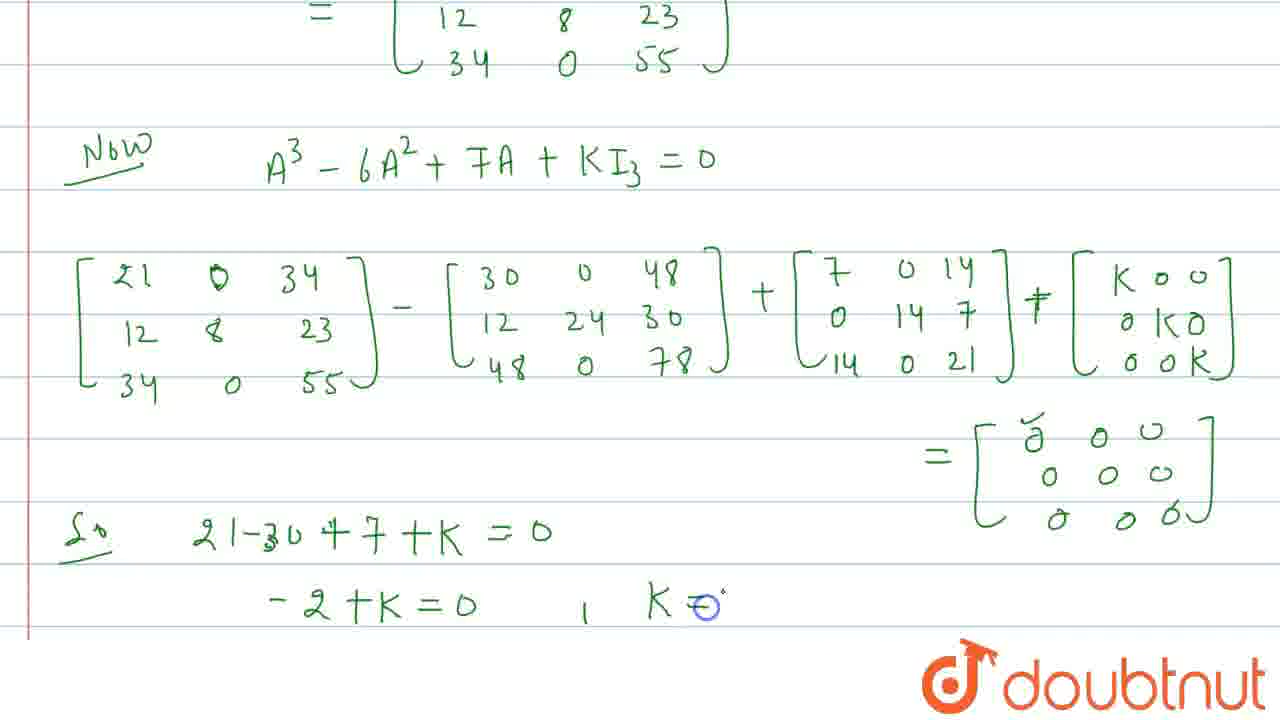 = [ 12 8 23
34 0 55 ]
Now A³ - 6A² + 7A + KI₃ = 0
[ 21 0 34 ] - [ 30 0 48 ] + [ 7 0 14 ] + [ K 0 0 ]
[ 12 8 23 ] [ 12 24 30 ] [ 0 14 7 ] [ 0 K 0 ]
[ 34 0 55 ] [ 48 0 78 ] [ 14 0 21 ] [ 0 0 K ]
= [ 0 0 0 ]
[ 0 0 0 ]
[ 0 0 0 ]
So 21-30+7+K = 0
-2+K=0 , K=
doubtnut